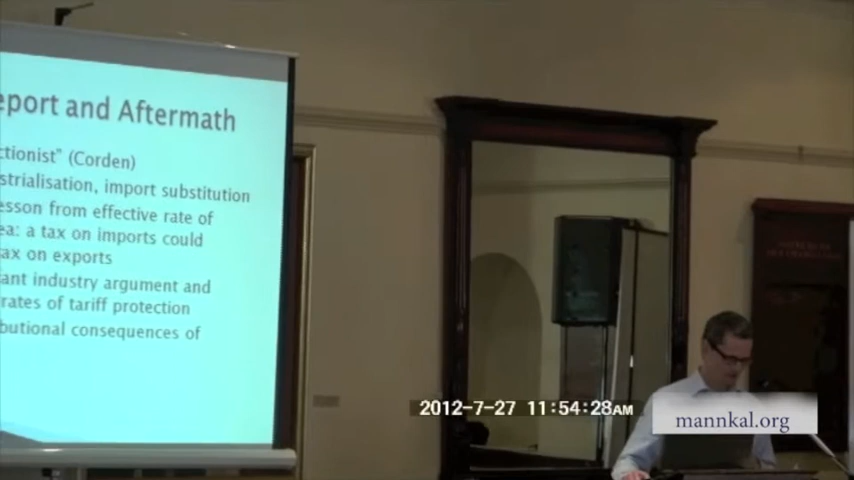 eport and Aftermath
ctionist" (Corden)
strialisation, import substitution
esson from effective rate of
ea: a tax on imports could
ax on exports
ant industry argument and
rates of tariff protection
butional consequences of
2012-7-27 11:54:28AM
mannkal.org